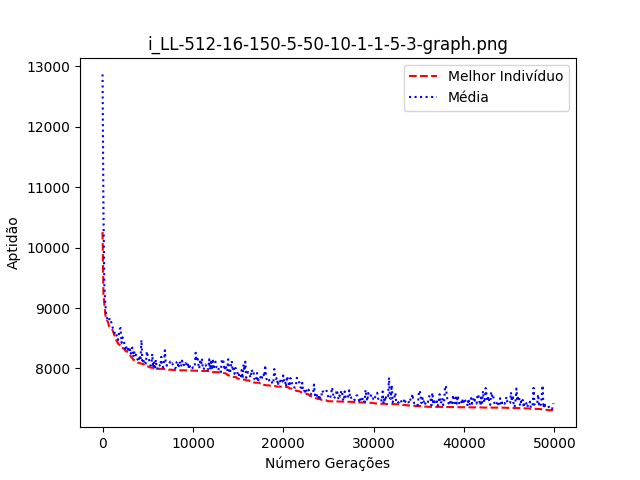 i_LL-512-16-150-5-50-10-1-1-5-3-graph.png
Melhor Indivíduo
Média
Aptidão
13000
12000
11000
10000
9000
8000
0 10000 20000 30000 40000 50000
Número Gerações